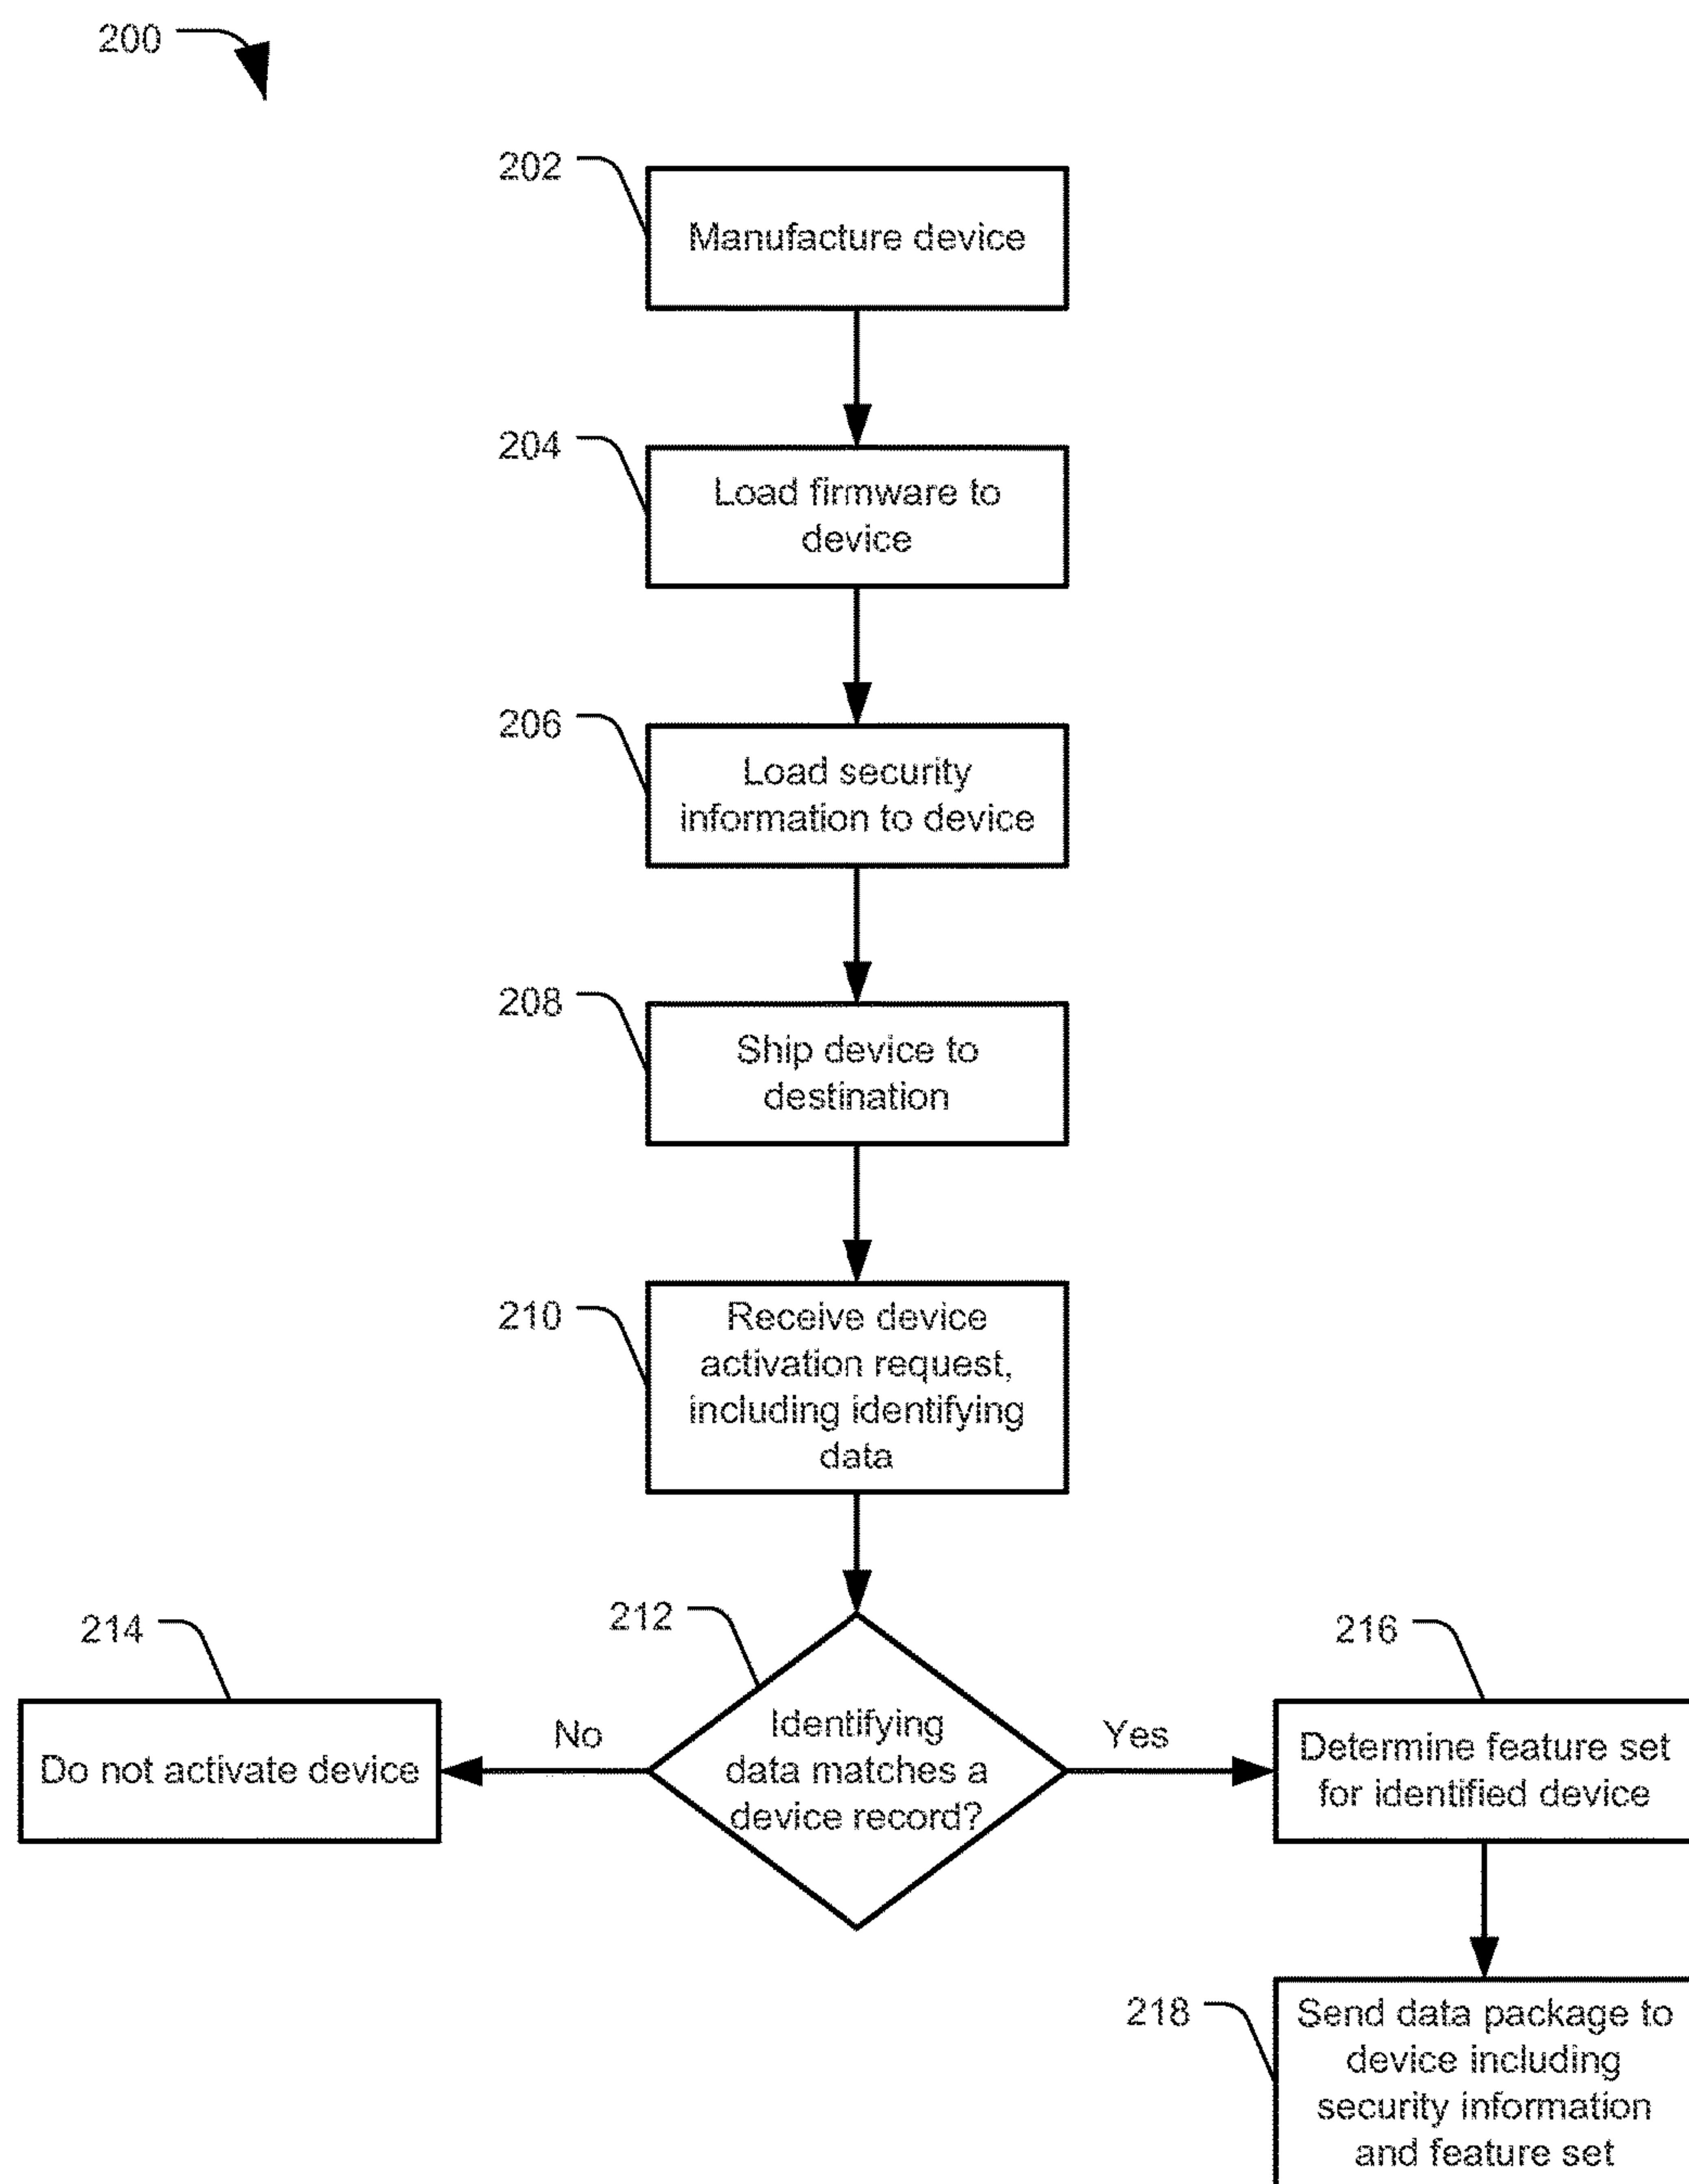 200
202
Manufacture device
204
Load firmware to
device
206
Load security
information to device
208
Ship device to
destination
210
Receive device
activation request,
including identifying
data
212
Identifying
data matches a
device record?
No
Yes
214
Do not activate device
216
Determine feature set
for identified device
218
Send data package to
device including
security information
and feature set